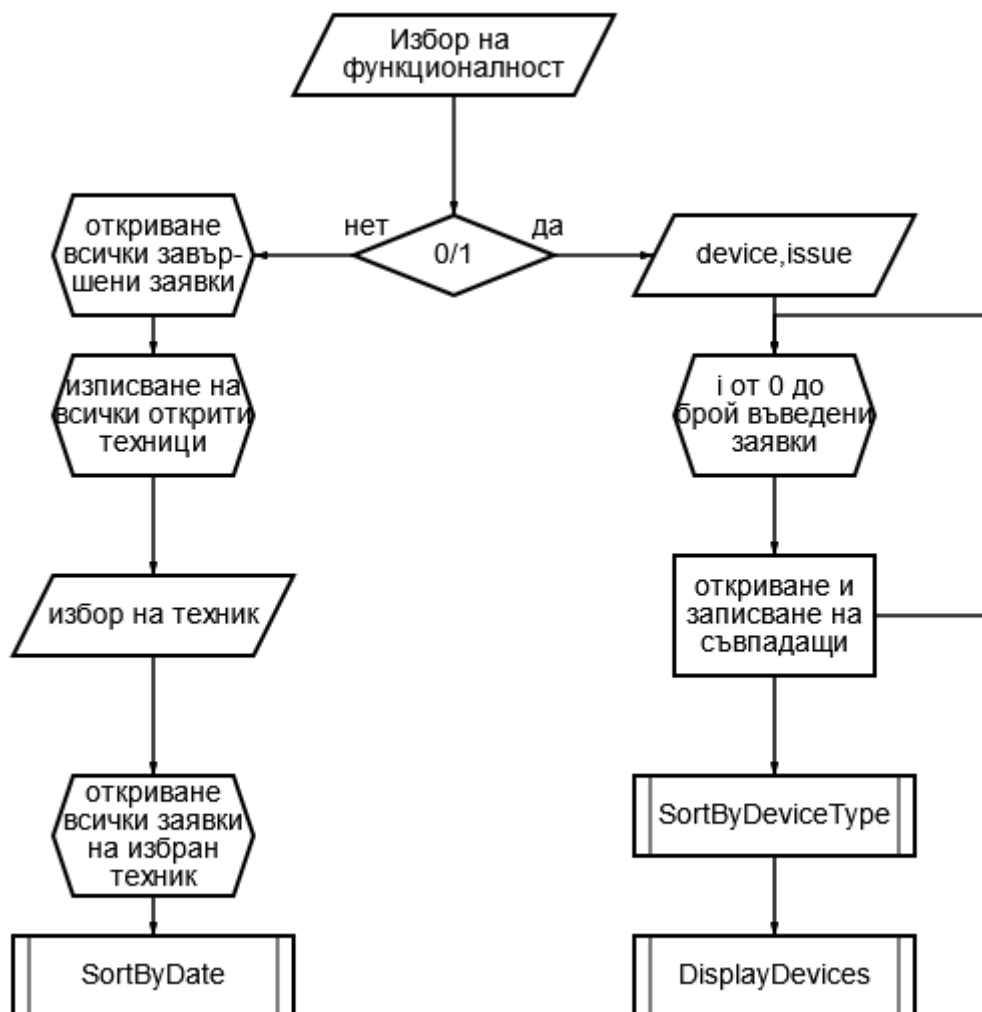 Избор на
функционалност
нет
0/1
да
откриване
всички завър-
шени заявки
device,issue
изписване на
всички открити
техници
i от 0 до
брой въведени
заявки
избор на техник
откриване и
записване на
съвпадащи
откриване
всички заявки
на избран
техник
SortByDeviceType
SortByDate
DisplayDevices